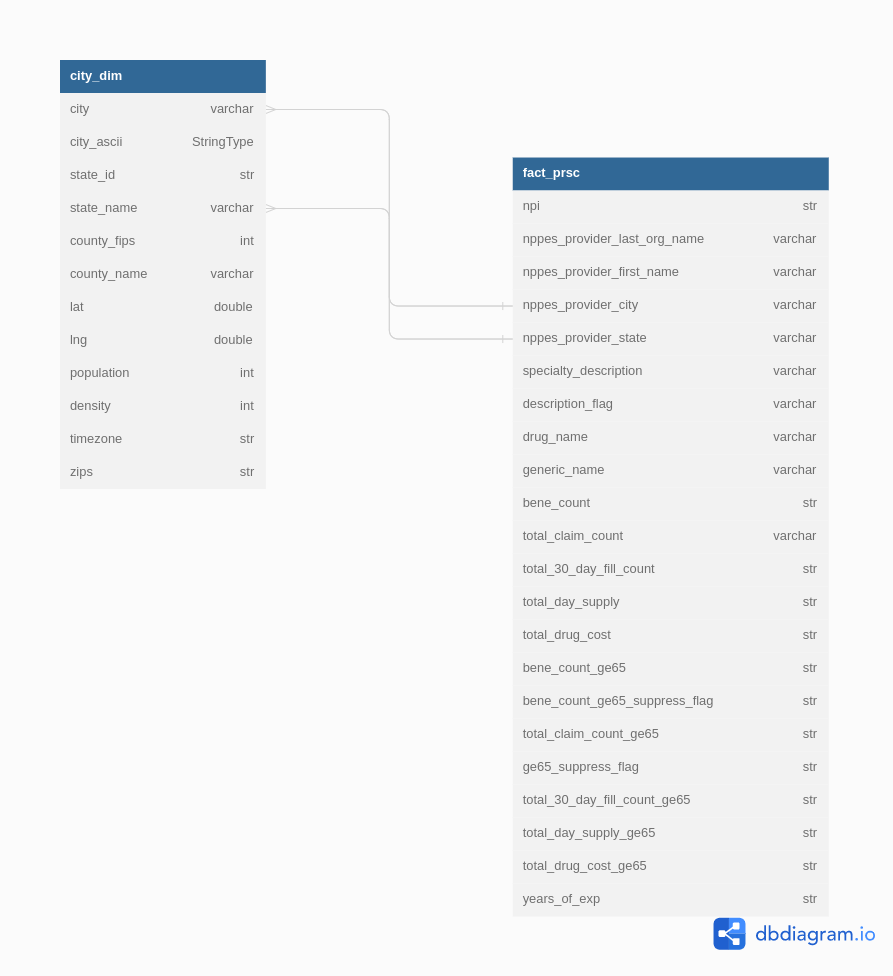 city_dim
city varchar
city_ascii StringType
state_id str
state_name varchar
county_fips int
county_name varchar
lat double
lng double
population int
density int
timezone str
zips str
fact_prsc
npi str
nppes_provider_last_org_name varchar
nppes_provider_first_name varchar
nppes_provider_city varchar
nppes_provider_state varchar
specialty_description varchar
description_flag varchar
drug_name varchar
generic_name varchar
bene_count str
total_claim_count varchar
total_30_day_fill_count str
total_day_supply str
total_drug_cost str
bene_count_ge65 str
bene_count_ge65_suppress_flag str
total_claim_count_ge65 str
ge65_suppress_flag str
total_30_day_fill_count_ge65 str
total_day_supply_ge65 str
total_drug_cost_ge65 str
years_of_exp str
dbdiagram.io